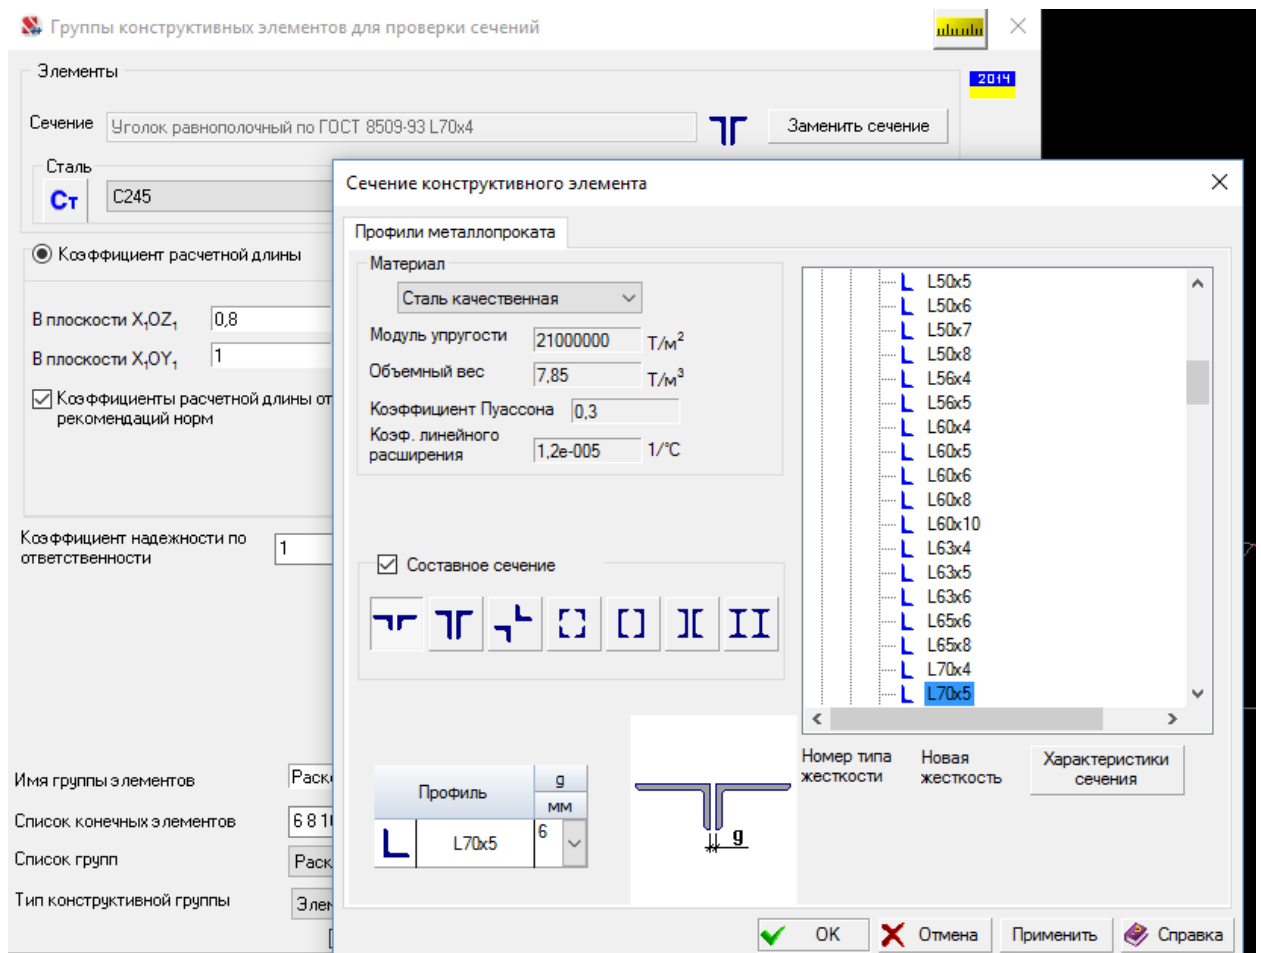 Группы конструктивных элементов для проверки сечений
Элементы
2014
Сечение
Уголок равнополочный по ГОСТ 8509-93 L70x4
Заменить сечение
Сталь
Ст
С245
Коэффициент расчетной длины
В плоскости X₁OZ₁
0,8
В плоскости X₁OY₁
1
Коэффициенты расчетной длины от
рекомендаций норм
Коэффициент надежности по
ответственности
1
Имя группы элементов
Список конечных элементов
6 8 1
Список групп
Тип конструктивной группы
Сечение конструктивного элемента
Профили металлопроката
Материал
Сталь качественная
Модуль упругости
21000000
Т/м²
Объемный вес
7,85
Т/м³
Коэффициент Пуассона
0,3
Коэф. линейного
расширения
1,2e-005
1/°C
Составное сечение
Профиль
g
мм
L70x5
6
g
L50x5
L50x6
L50x7
L50x8
L56x4
L56x5
L60x4
L60x5
L60x6
L60x8
L60x10
L63x4
L63x5
L63x6
L65x6
L65x8
L70x4
L70x5
Номер типа
жесткости
Новая
жесткость
Характеристики
сечения
OK
Отмена
Применить
Справка